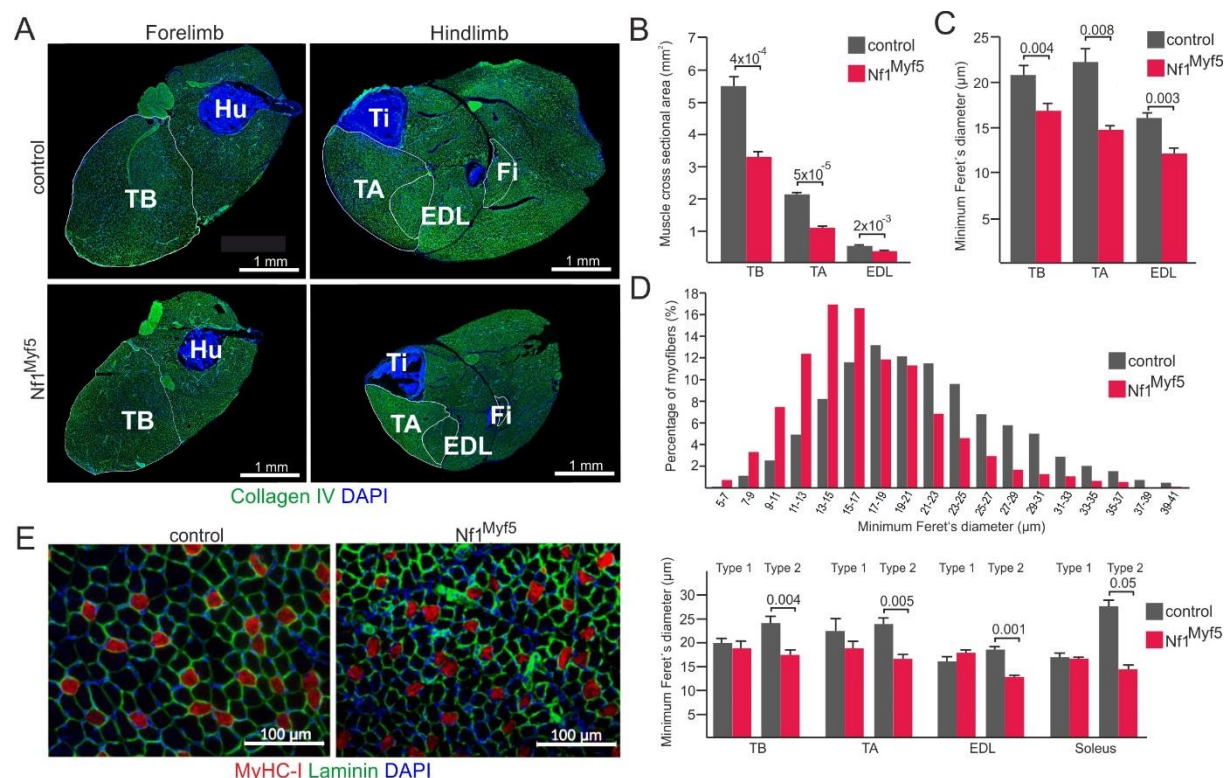 A
Forelimb
Hindlimb
control
Hu
TB
1 mm
Ti
TA
EDL
Fi
1 mm
Nf1Myf5
Hu
TB
1 mm
Ti
TA
EDL
Fi
1 mm
Collagen IV DAPI
B
Muscle cross sectional area (mm²)
7
6
5
4
3
2
1
4x10⁻⁴
5x10⁻⁵
2x10⁻³
control
Nf1Myf5
TB TA EDL
C
Minimum Feret´s diameter (µm)
25
20
15
10
5
0.004
0.008
0.003
control
Nf1Myf5
TB TA EDL
D
Percentage of myofibers (%)
18
16
14
12
10
8
6
4
2
control
Nf1Myf5
5-7 7-9 9-11 11-13 13-15 15-17 17-19 19-21 21-23 23-25 25-27 27-29 29-31 31-33 33-35 35-37 37-39 39-41
Minimum Feret's diameter (µm)
E
control
Nf1Myf5
100 µm
100 µm
MyHC-I Laminin DAPI
Minimum Feret's diameter (µm)
30
25
20
15
10
5
Type 1 Type 2 Type 1 Type 2 Type 1 Type 2 Type 1 Type 2
0.004
0.005
0.001
0.05
control
Nf1Myf5
TB TA EDL Soleus